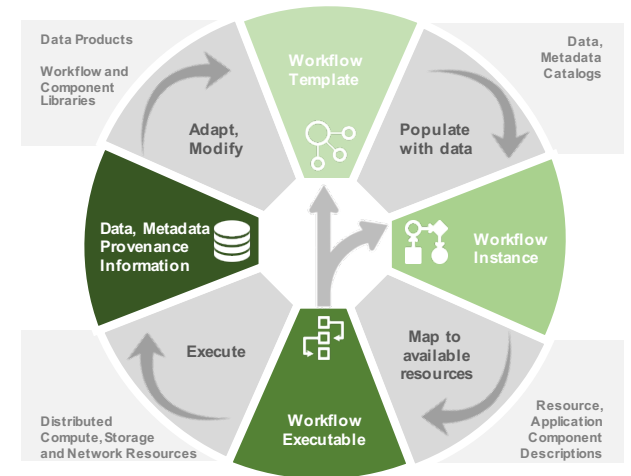 Data Products
Workflow and
Component
Libraries
Workflow
Template
Data,
Metadata
Catalogs
Adapt,
Modify
Populate
with data
Data, Metadata
Provenance
Information
Workflow
Instance
Execute
Map to
available
resources
Workflow
Executable
Distributed
Compute, Storage
and Network Resources
Resource,
Application
Component
Descriptions